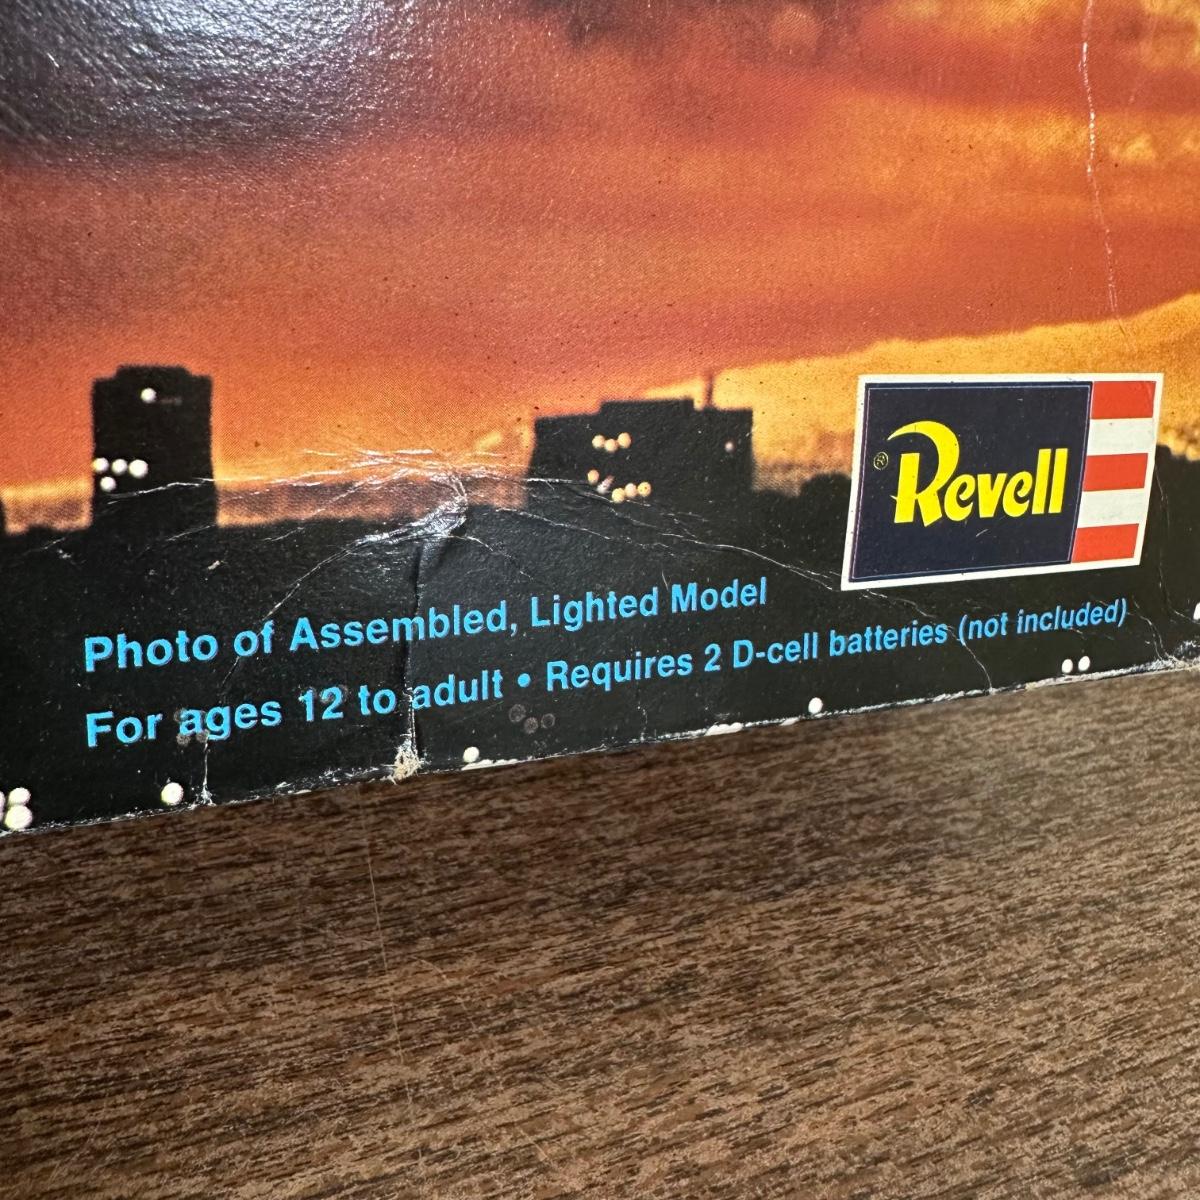 ® Revell
Photo of Assembled, Lighted Model
For ages 12 to adult • Requires 2 D-cell batteries (not included)